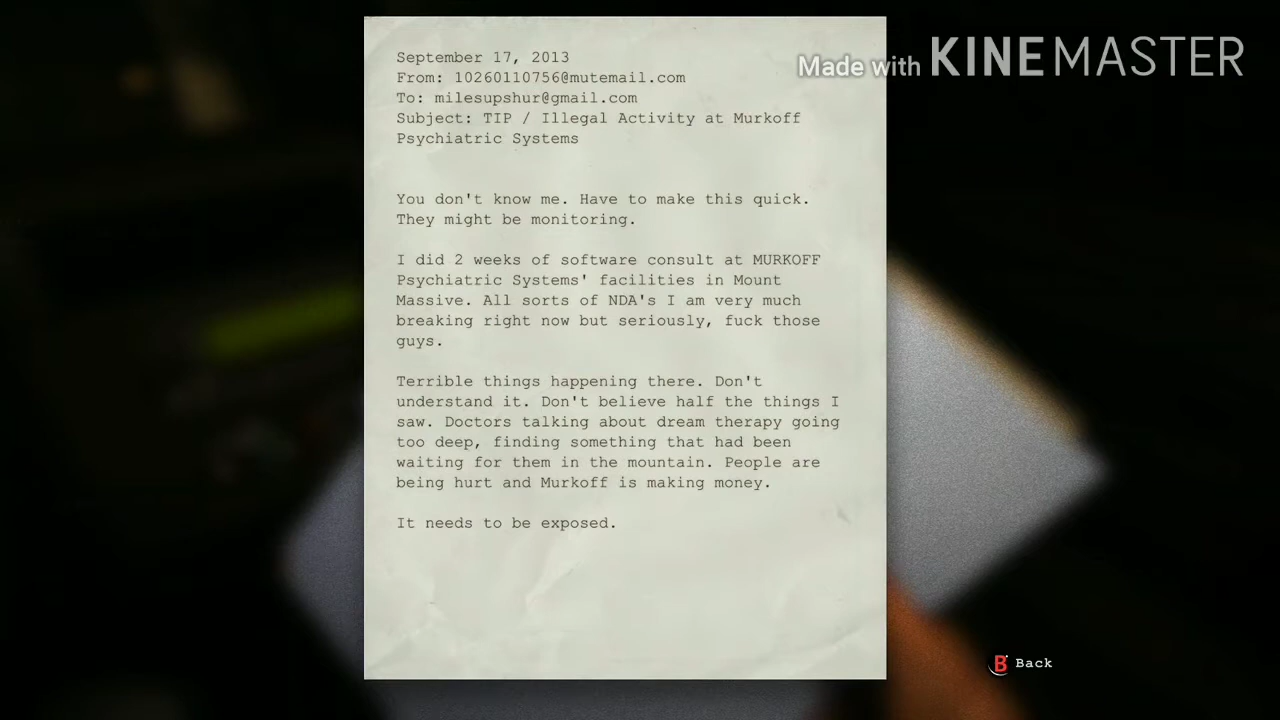 Made with KINEMASTER
September 17, 2013
From: 10260110756@mutemail.com
To: milesupshur@gmail.com
Subject: TIP / Illegal Activity at Murkoff
Psychiatric Systems
You don't know me. Have to make this quick.
They might be monitoring.
I did 2 weeks of software consult at MURKOFF
Psychiatric Systems' facilities in Mount
Massive. All sorts of NDA's I am very much
breaking right now but seriously, fuck those
guys.
Terrible things happening there. Don't
understand it. Don't believe half the things I
saw. Doctors talking about dream therapy going
too deep, finding something that had been
waiting for them in the mountain. People are
being hurt and Murkoff is making money.
It needs to be exposed.
B Back